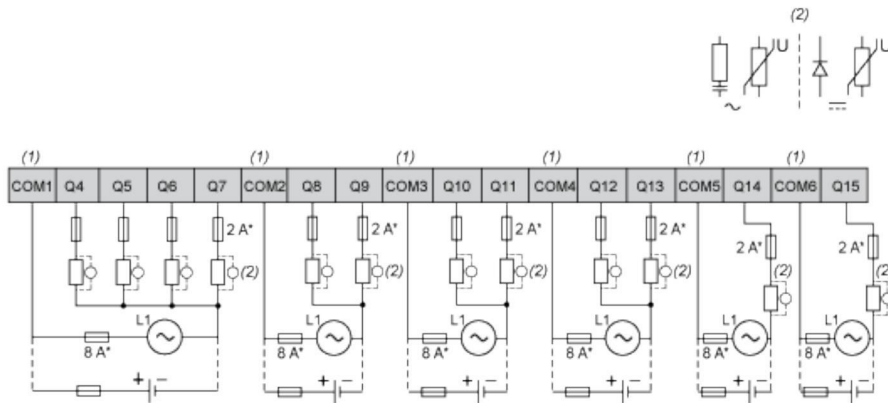 (2)
U U
(1) (1) (1) (1) (1) (1)
COM1 Q4 Q5 Q6 Q7 COM2 Q8 Q9 COM3 Q10 Q11 COM4 Q12 Q13 COM5 Q14 COM6 Q15
2 A* 2 A* 2 A* 2 A*
2 A* 2 A*
(2) (2) (2) (2) (2) (2)
L1 L1 L1 L1 L1 L1
8 A* 8 A* 8 A* 8 A* 8 A* 8 A*
+ − + − + − + − + − + −